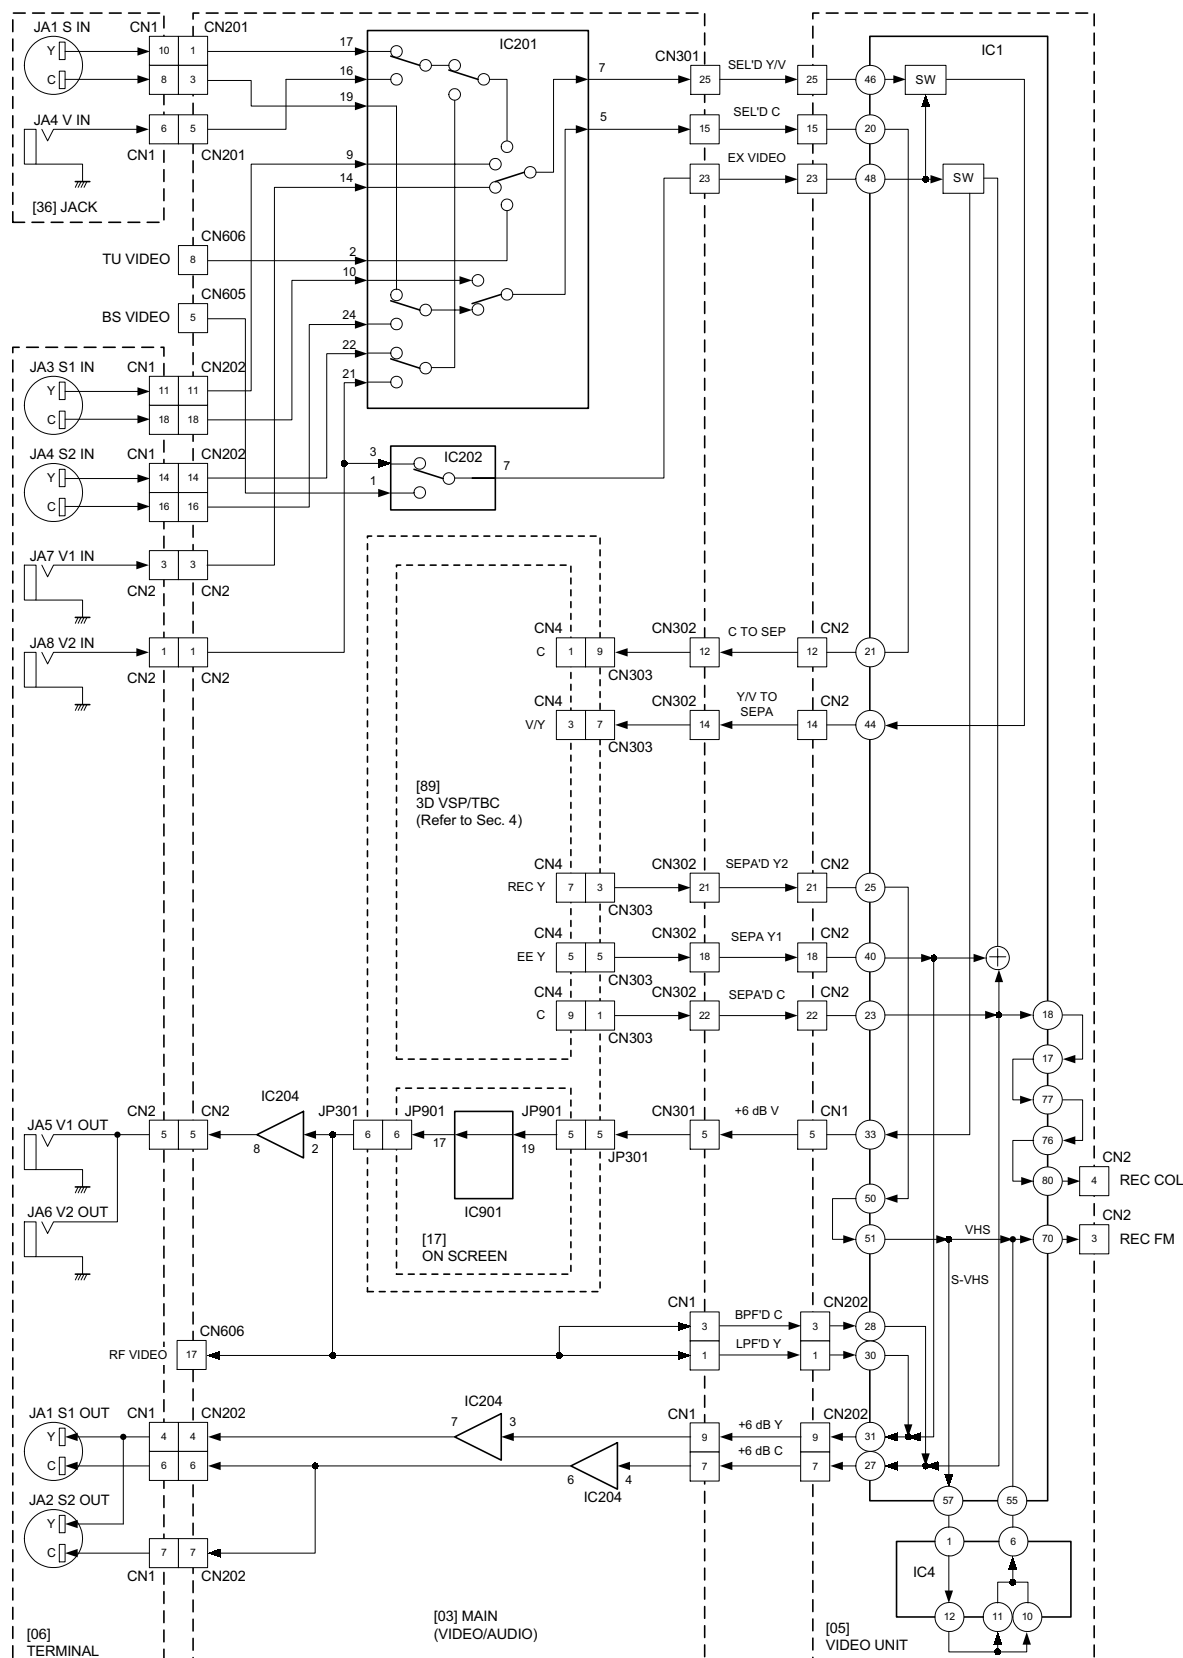 JA1 S IN
CN1
CN201
IC201
CN301
IC1
Y
10
1
17
7
25
SEL'D Y/V
25
46
SW
C
8
3
16
19
5
15
SEL'D C
15
20
JA4 V IN
6
5
CN1
CN201
9
14
23
EX VIDEO
23
48
SW
[36] JACK
CN606
TU VIDEO
8
2
10
CN605
BS VIDEO
5
24
22
21
JA3 S1 IN
CN1
CN202
Y
11
11
C
18
18
JA4 S2 IN
CN1
CN202
IC202
3
7
1
Y
14
14
C
16
16
JA7 V1 IN
3
3
CN2
CN2
JA8 V2 IN
1
1
CN2
CN2
CN4
CN302
C TO SEP
CN2
C
1
9
12
12
21
CN303
CN4
CN302
Y/V TO
SEPA
CN2
V/Y
3
7
14
14
44
CN303
[89]
3D VSP/TBC
(Refer to Sec. 4)
CN4
CN302
SEPA'D Y2
CN2
REC Y
7
3
21
21
25
CN303
CN4
CN302
SEPA Y1
CN2
EE Y
5
5
18
18
40
CN303
CN4
CN302
SEPA'D C
CN2
C
9
1
22
22
23
18
CN303
17
77
76
80
CN2
4
REC COL
IC204
CN2
CN2
JP301
JP901
JP901
CN301
+6 dB V
CN1
JA5 V1 OUT
5
5
8
2
6
6
17
19
5
5
5
5
33
JP301
IC901
JA6 V2 OUT
[17]
ON SCREEN
50
51
VHS
70
CN2
3
REC FM
S-VHS
CN606
RF VIDEO
17
CN1
BPF'D C
CN202
3
3
28
LPF'D Y
1
1
30
JA1 S1 OUT
CN1
CN202
IC204
CN1
+6 dB Y
CN202
Y
4
4
7
3
9
9
31
+6 dB C
C
6
6
6
4
7
7
27
IC204
JA2 S2 OUT
Y
C
7
7
CN1
CN202
57
55
1
6
IC4
12
11
10
[06]
TERMINAL
[03] MAIN
(VIDEO/AUDIO)
[05]
VIDEO UNIT